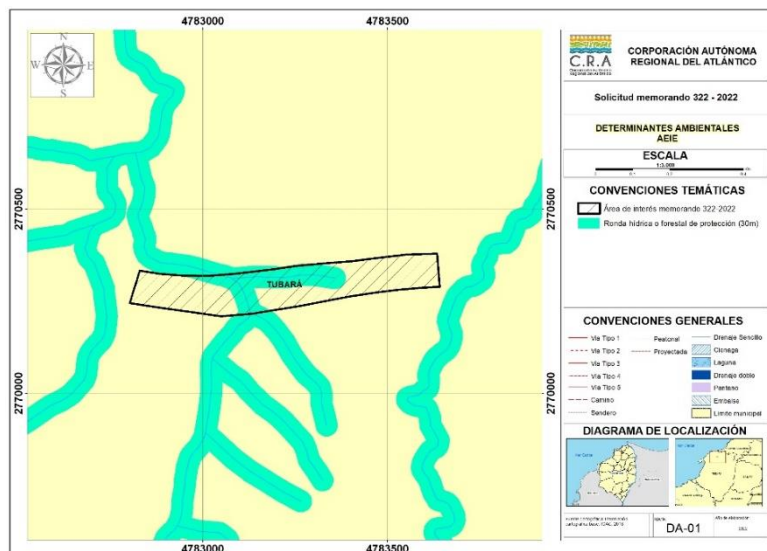 4783000
4783500
2770500
2770000
2770500
2770000
4783000
4783500
N
W
E
S
TUBARÁ
C.R.A
CORPORACIÓN AUTÓNOMA
REGIONAL DEL ATLÁNTICO
Solicitud memorando 322 - 2022
DETERMINANTES AMBIENTALES
AEIE
ESCALA
CONVENCIONES TEMÁTICAS
Área de interés memorando 322-2022
Ronda hídrica o forestal de protección (30m)
CONVENCIONES GENERALES
Vía Tipo 1
Vía Tipo 2
Vía Tipo 3
Vía Tipo 4
Vía Tipo 5
Camino
Sendero
Peatonal
Proyectada
Drenaje Sencillo
Ciénaga
Laguna
Drenaje doble
Pantano
Embalse
Límite municipal
DIAGRAMA DE LOCALIZACIÓN
DA-01